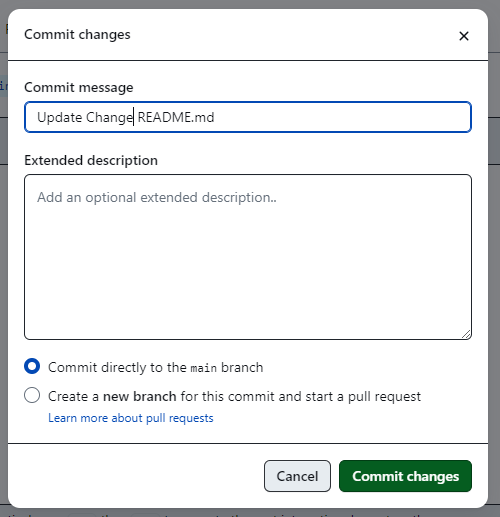 Commit changes
Commit message
Update Change README.md
Extended description
Add an optional extended description..
Commit directly to the main branch
Create a new branch for this commit and start a pull request
Learn more about pull requests
Cancel
Commit changes